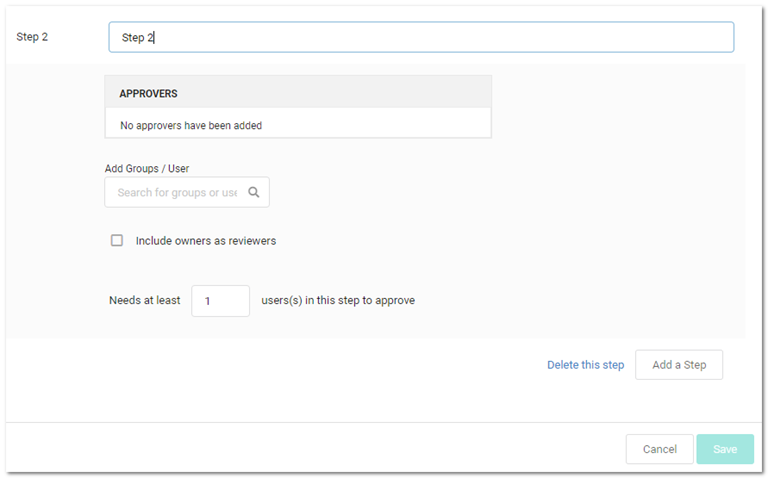 Step 2
Step 2
APPROVERS
No approvers have been added
Add Groups / User
Search for groups or use
Include owners as reviewers
Needs at least 1 users(s) in this step to approve
Delete this step Add a Step
Cancel Save